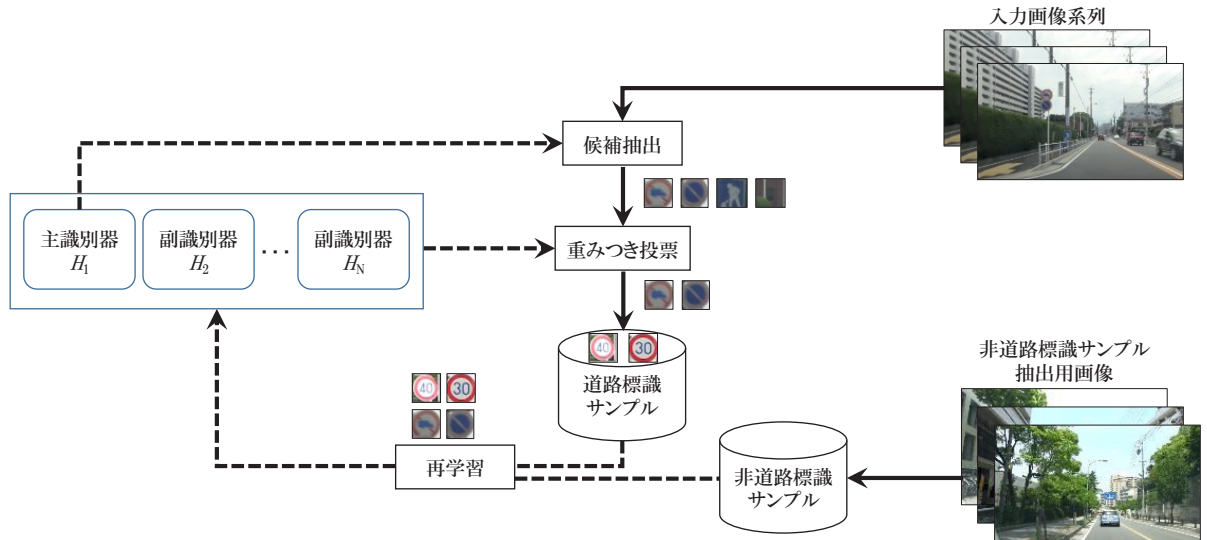 入力画像系列
候補抽出
主識別器
H1
副識別器
H2
...
副識別器
HN
重みつき投票
40
30
道路標識
サンプル
非道路標識サンプル
抽出用画像
40
30
再学習
非道路標識
サンプル